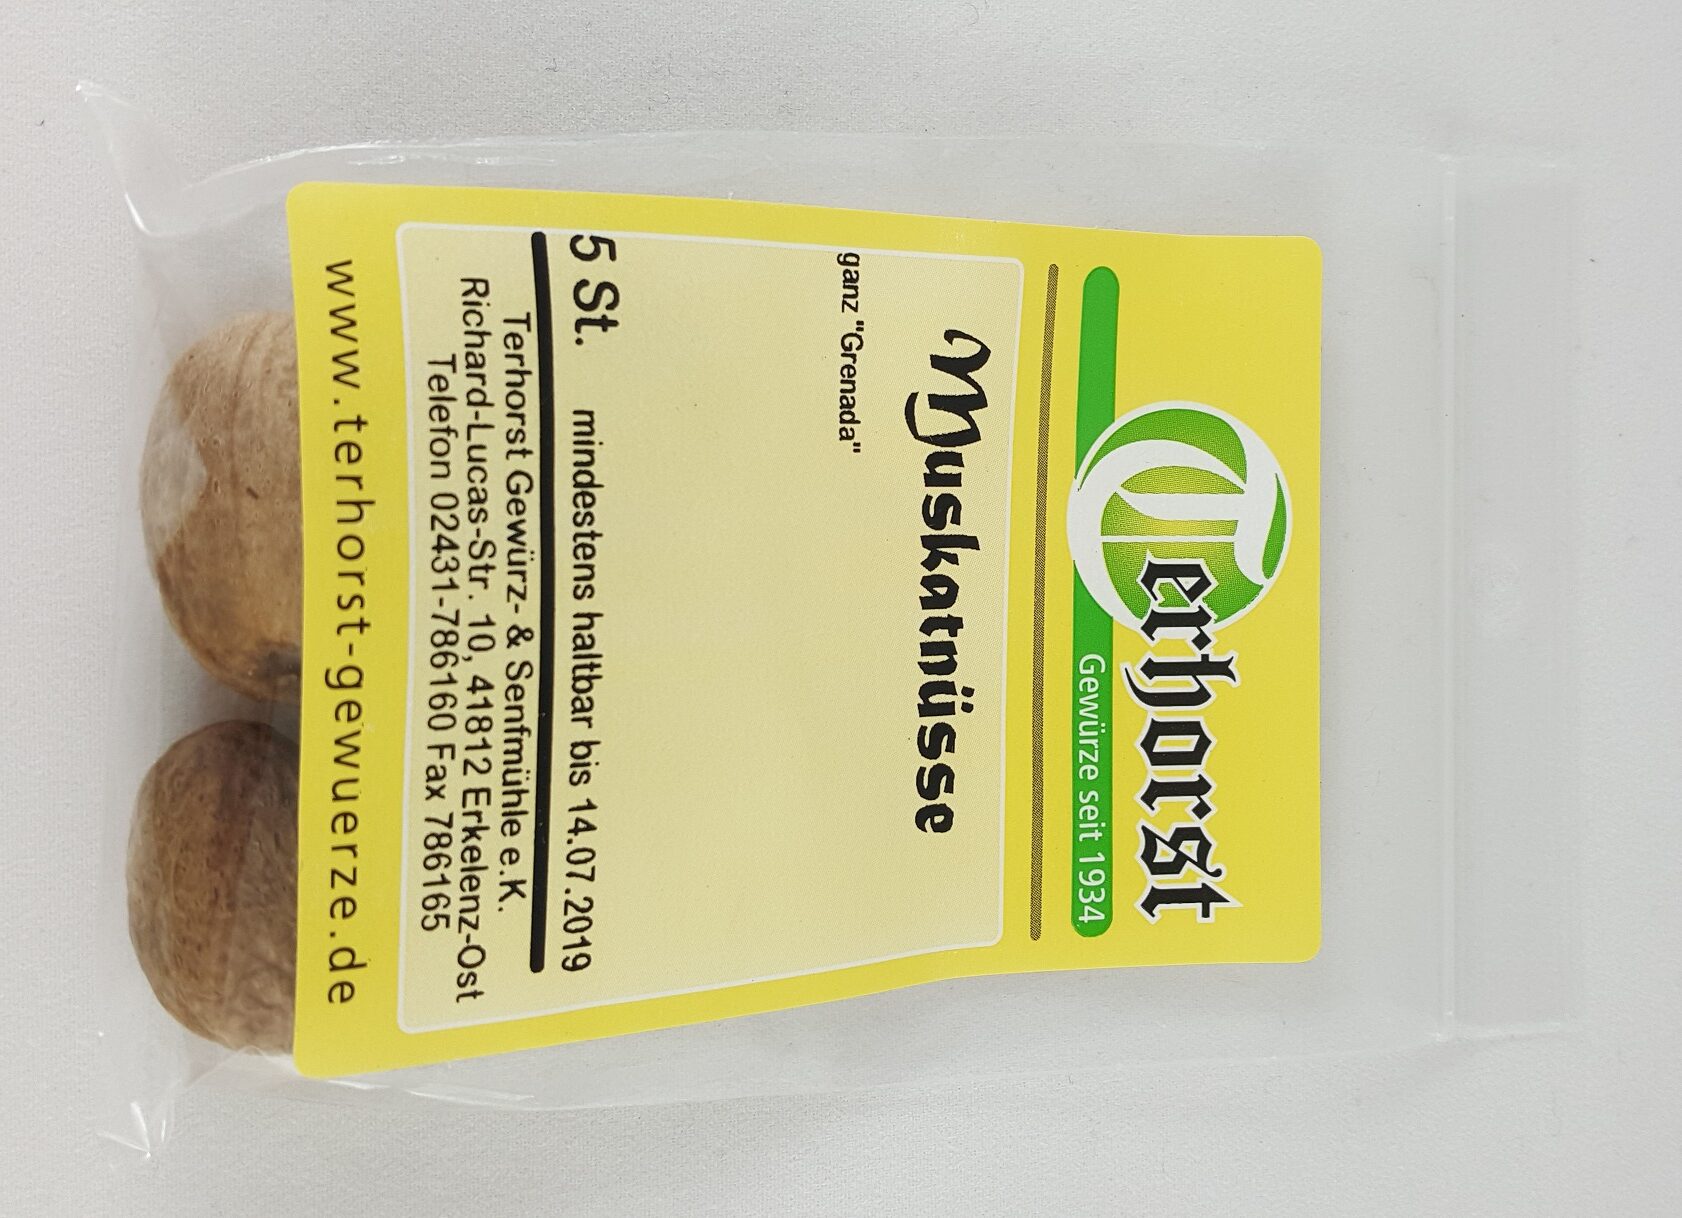 Terhorst
Gewürze seit 1934
Muskatnüsse
ganz "Grenada"
5 St. mindestens haltbar bis 14.07.2019
Terhorst Gewürz- & Senfmühle e.K.
Richard-Lucas-Str. 10, 41812 Erkelenz-Ost
Telefon 02431-786160 Fax 786165
www.terhorst-gewuerze.de